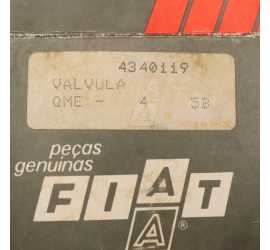 4340119
VALVULA
QME - 4 5B
peças
genuinas
FIAT
A®